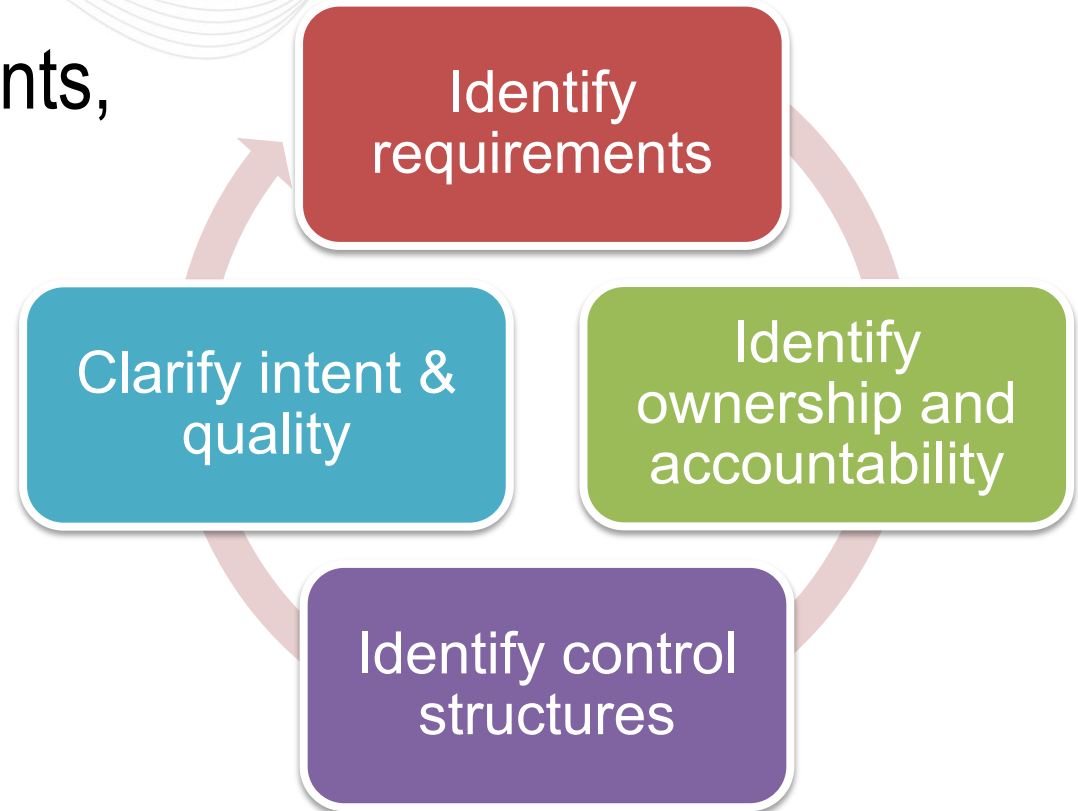 nts,
Identify
requirements
Identify
ownership and
accountability
Identify control
structures
Clarify intent &
quality